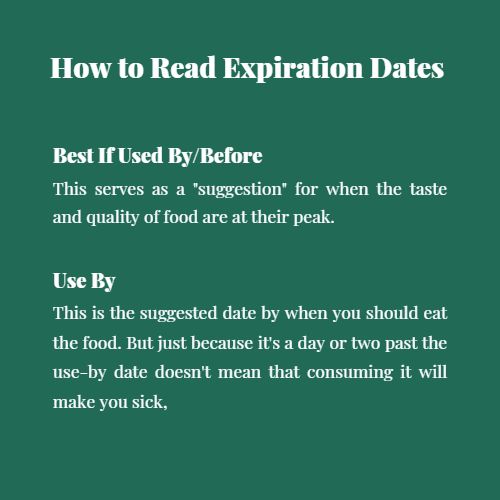 How to Read Expiration Dates
Best If Used By/Before
This serves as a "suggestion" for when the taste
and quality of food are at their peak.
Use By
This is the suggested date by when you should eat
the food. But just because it's a day or two past the
use-by date doesn't mean that consuming it will
make you sick,